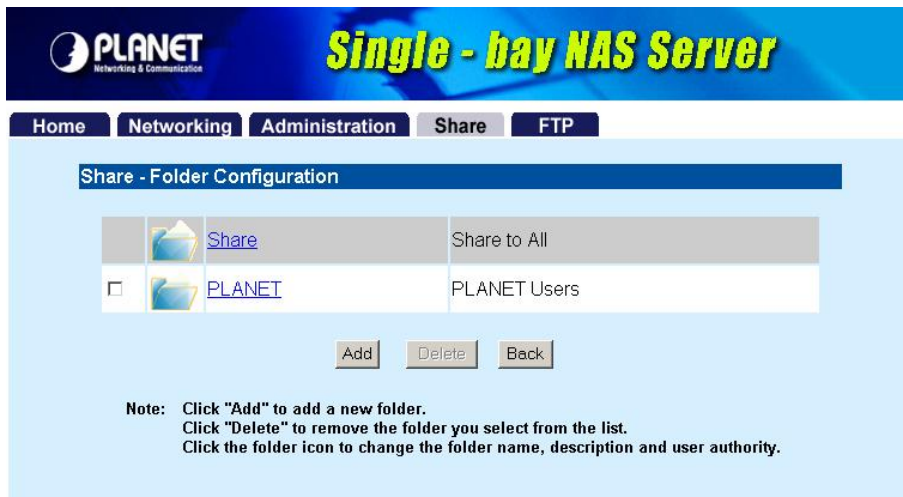 PLANET
Networking & Communication
Single - bay NAS Server
Home Networking Administration Share FTP
Share - Folder Configuration
Share Share to All
PLANET PLANET Users
Add Delete Back
Note: Click "Add" to add a new folder.
Click "Delete" to remove the folder you select from the list.
Click the folder icon to change the folder name, description and user authority.